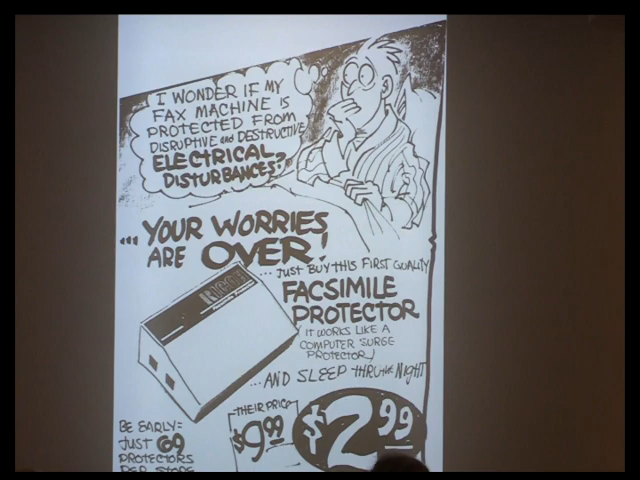 I WONDER IF MY
FAX MACHINE IS
PROTECTED FROM
DISRUPTIVE AND DESTRUCTIVE
ELECTRICAL
DISTURBANCES?
... YOUR WORRIES
ARE OVER!
... JUST BUY THIS FIRST QUALITY
FACSIMILE
PROTECTOR
(IT WORKS LIKE A
COMPUTER SURGE
PROTECTOR)
...AND SLEEP THRU THE NIGHT
THEIR PRICE
$9.99
$2.99
BE EARLY=
JUST 69
PROTECTORS
PER STORE